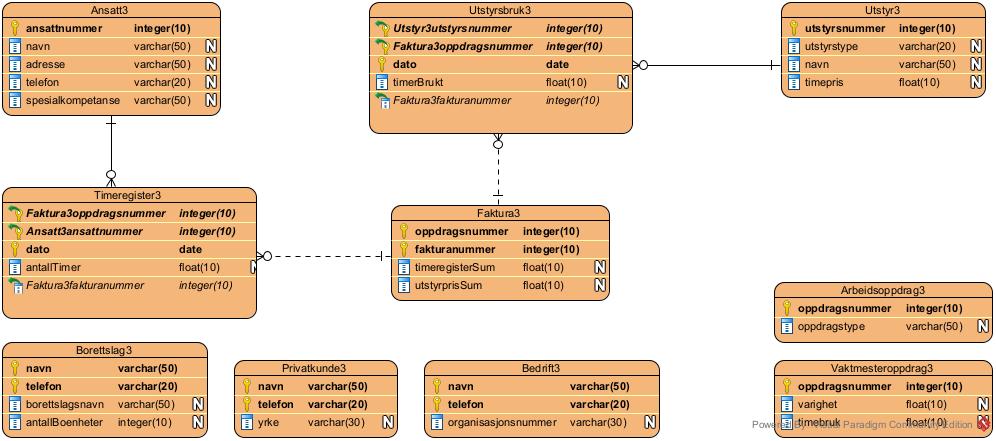 Ansatt3
ansattnummer integer(10)
navn varchar(50) N
adresse varchar(50) N
telefon varchar(20) N
spesialkompetanse varchar(50) N
Utstyrsbruk3
Utstyr3utstyrsnummer integer(10)
Faktura3oppdragsnummer integer(10)
dato date
timerBrukt float(10) N
Faktura3fakturanummer integer(10)
Utstyr3
utstyrsnummer integer(10)
utstyrstype varchar(20) N
navn varchar(50) N
timepris float(10) N
Timeregister3
Faktura3oppdragsnummer integer(10)
Ansatt3ansattnummer integer(10)
dato date
antallTimer float(10) N
Faktura3fakturanummer integer(10)
Faktura3
oppdragsnummer integer(10)
fakturanummer integer(10)
timeregisterSum float(10) N
utstyrprisSum float(10) N
Arbeidsoppdrag3
oppdragsnummer integer(10)
oppdragstype varchar(50) N
Borettslag3
navn varchar(50)
telefon varchar(20)
borettslagsnavn varchar(50) N
antallBoenheter integer(10) N
Privatkunde3
navn varchar(50)
telefon varchar(20)
yrke varchar(30) N
Bedrift3
navn varchar(50)
telefon varchar(20)
organisasjonsnummer varchar(30) N
Vaktmesteroppdrag3
oppdragsnummer integer(10)
varighet float(10) N
timebruk float(10) N
Powered By Visual Paradigm Community Edition